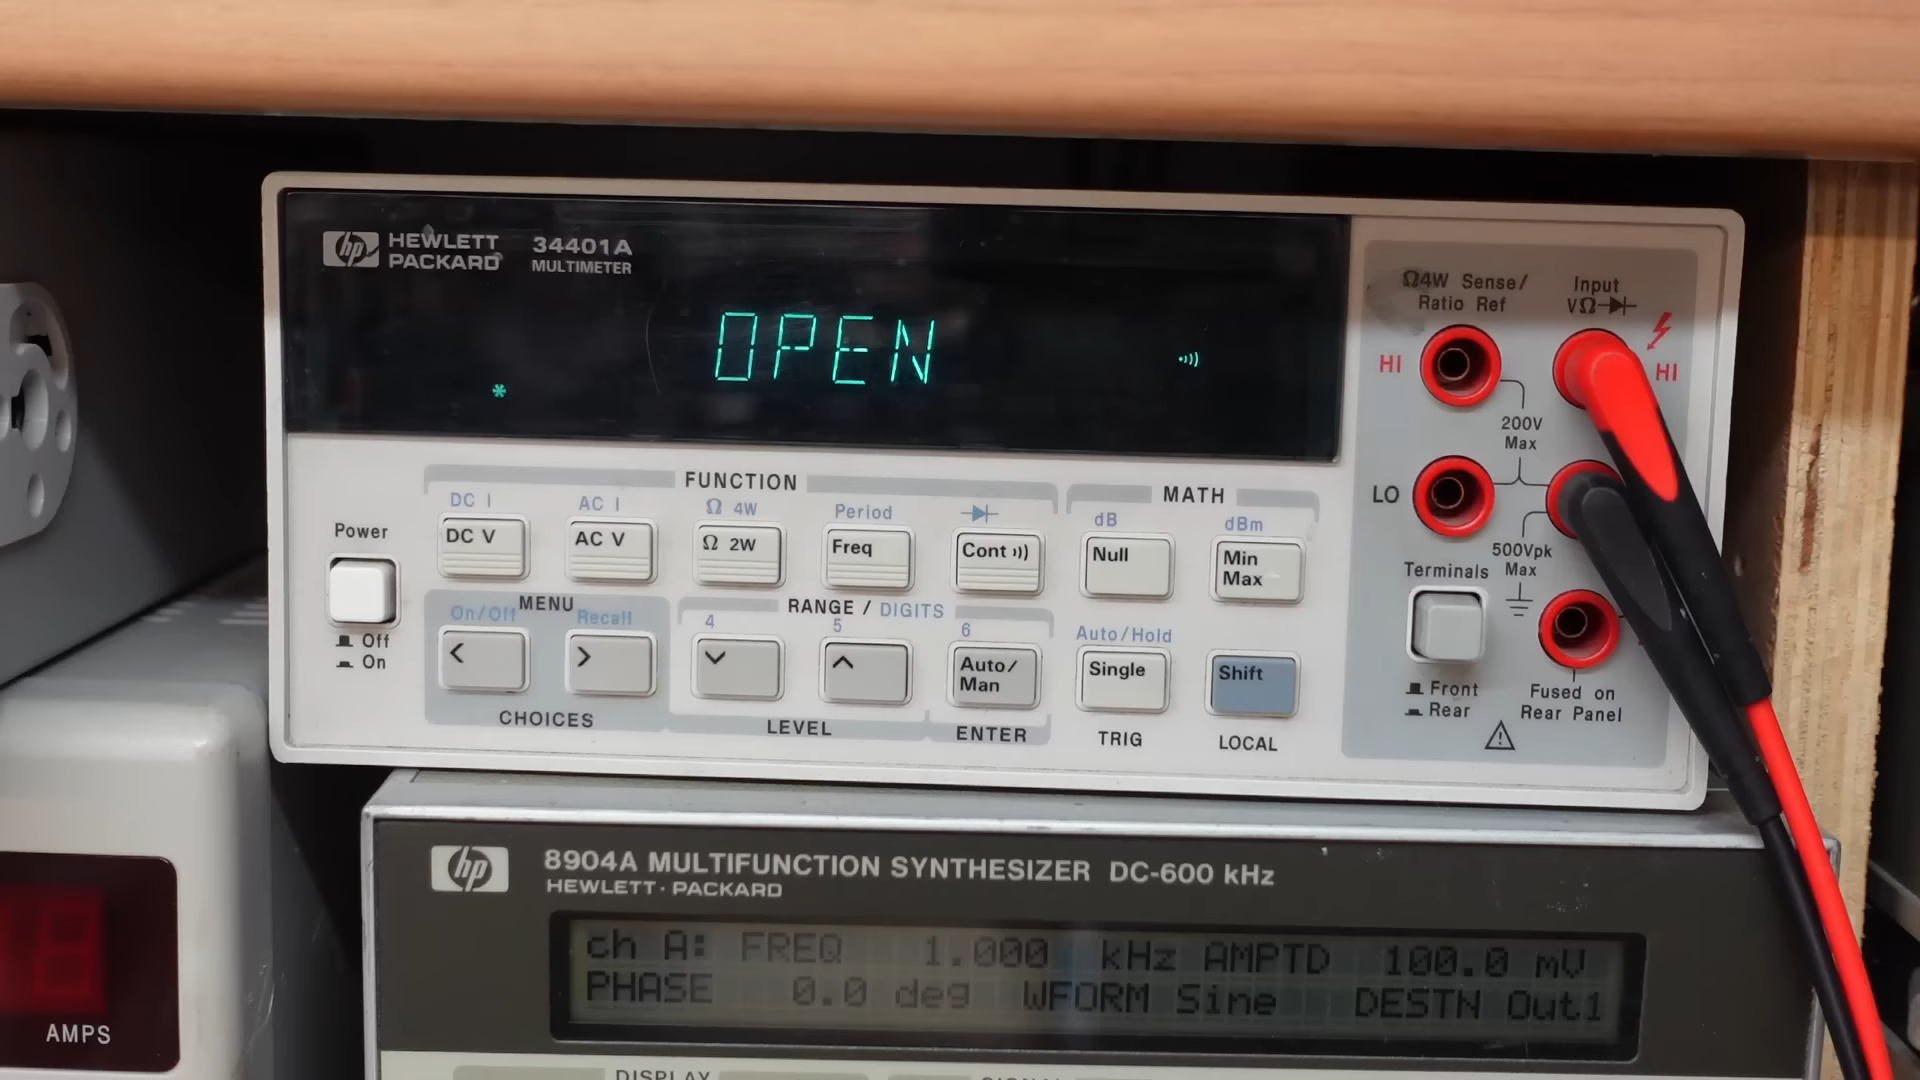 hp HEWLETT PACKARD
34401A
MULTIMETER
OPEN
*
Ω4W Sense/
Ratio Ref
Input
VΩ
HI
HI
200V
Max
LO
500Vpk
Max
Terminals
Front
Rear
Fused on
Rear Panel
FUNCTION
MATH
DC I
AC I
Ω 4W
Period
dB
dBm
Power
DC V
AC V
Ω 2W
Freq
Cont
Null
Min
Max
Off
On
MENU
RANGE / DIGITS
On/Off
Recall
4
5
6
Auto/Hold
<
>
Auto/
Man
Single
Shift
CHOICES
LEVEL
ENTER
TRIG
LOCAL
hp
8904A MULTIFUNCTION SYNTHESIZER DC-600 kHz
HEWLETT·PACKARD
ch A: FREQ 1.000 kHz AMPTD 100.0 mV
PHASE 0.0 deg WFORM Sine DESTN Out1
8
AMPS
DISPLAY